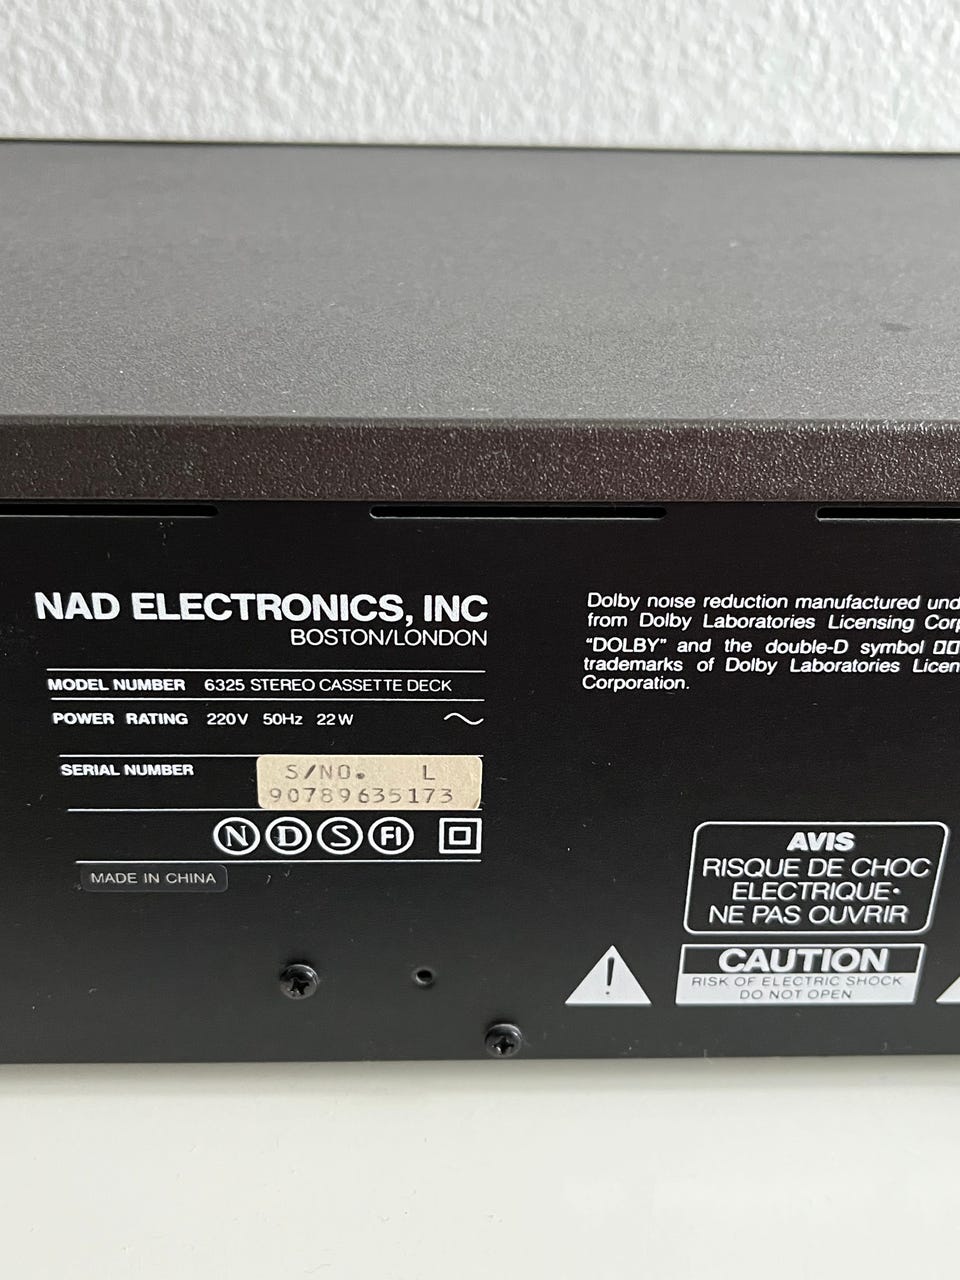 NAD ELECTRONICS, INC
BOSTON/LONDON
MODEL NUMBER 6325 STEREO CASSETTE DECK
POWER RATING 220V 50Hz 22W
SERIAL NUMBER
S/NO. L
90789635173
N D S FI
MADE IN CHINA
Dolby noise reduction manufactured
from Dolby Laboratories Licensing
"DOLBY" and the double-D symbol
trademarks of Dolby Laboratories
Corporation.
AVIS
RISQUE DE CHOC
ELECTRIQUE·
NE PAS OUVRIR
CAUTION
RISK OF ELECTRIC SHOCK
DO NOT OPEN